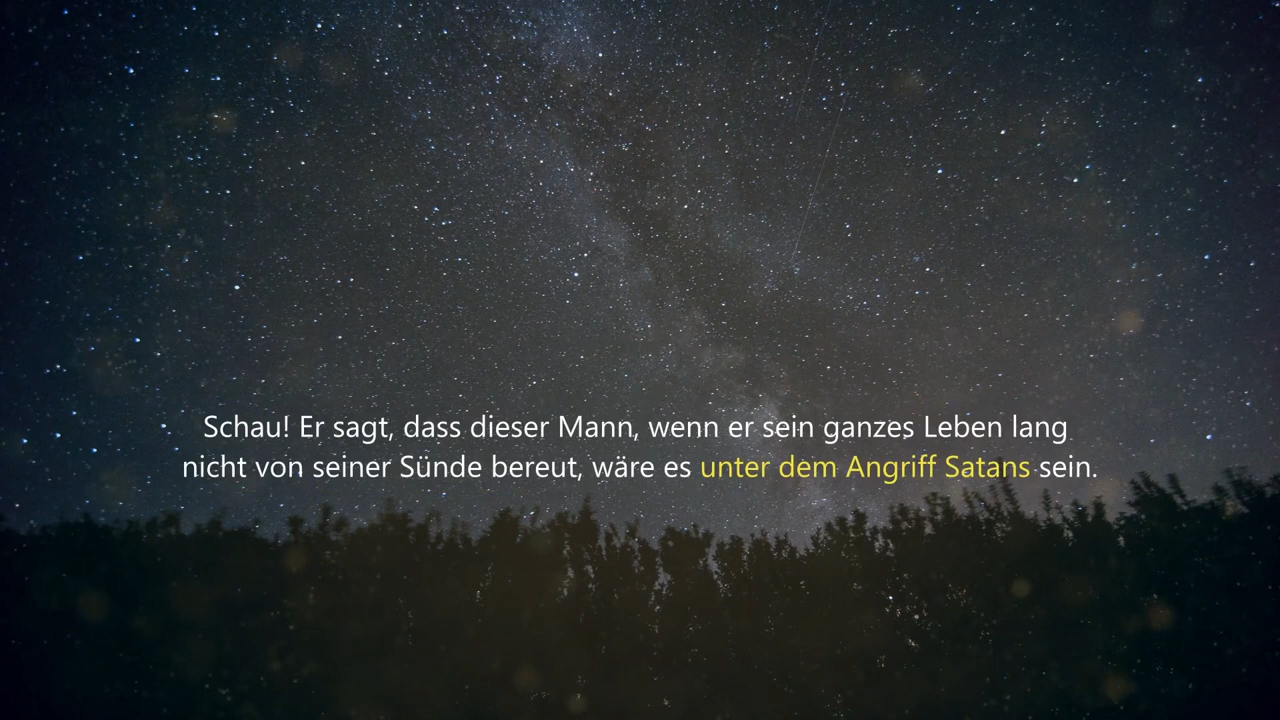 Schau! Er sagt, dass dieser Mann, wenn er sein ganzes Leben lang
nicht von seiner Sünde bereut, wäre es unter dem Angriff Satans sein.